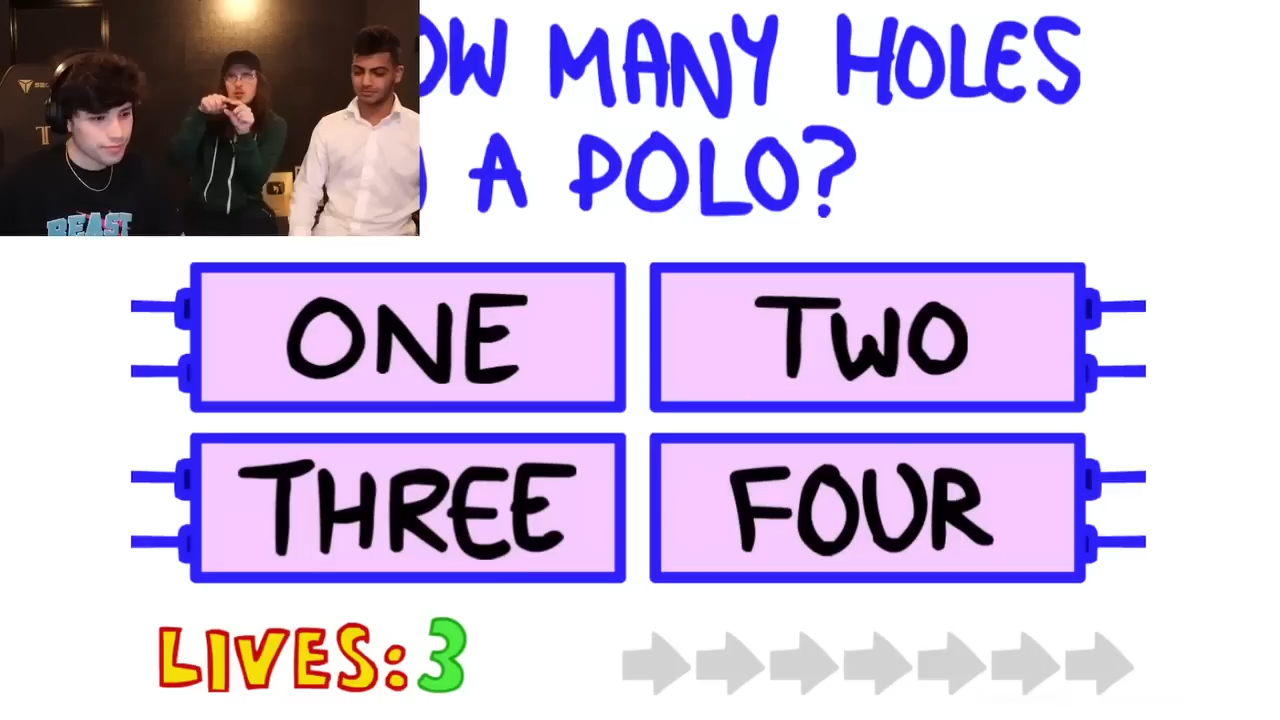 OW MANY HOLES
A POLO?
ONE
TWO
THREE
FOUR
LIVES: 3
BEAST